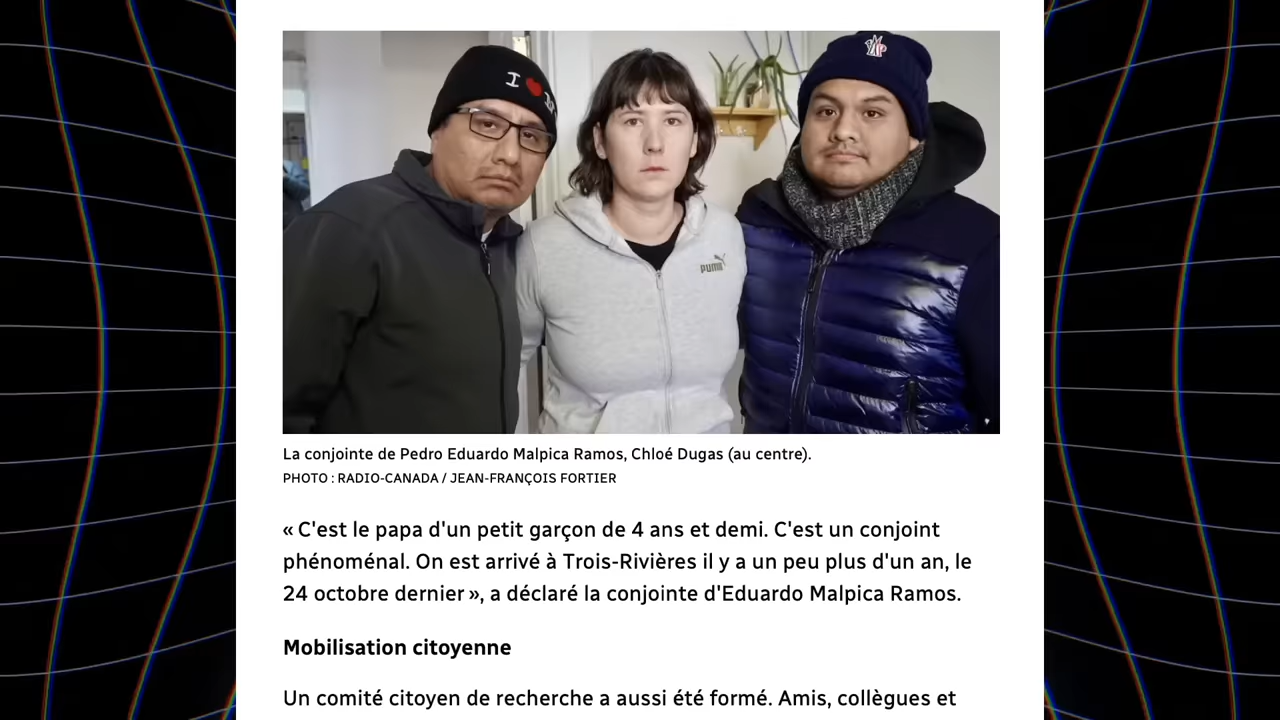 I ❤ JP
PUMA
La conjointe de Pedro Eduardo Malpica Ramos, Chloé Dugas (au centre).
PHOTO : RADIO-CANADA / JEAN-FRANÇOIS FORTIER
« C'est le papa d'un petit garçon de 4 ans et demi. C'est un conjoint
phénoménal. On est arrivé à Trois-Rivières il y a un peu plus d'un an, le
24 octobre dernier », a déclaré la conjointe d'Eduardo Malpica Ramos.
Mobilisation citoyenne
Un comité citoyen de recherche a aussi été formé. Amis, collègues et